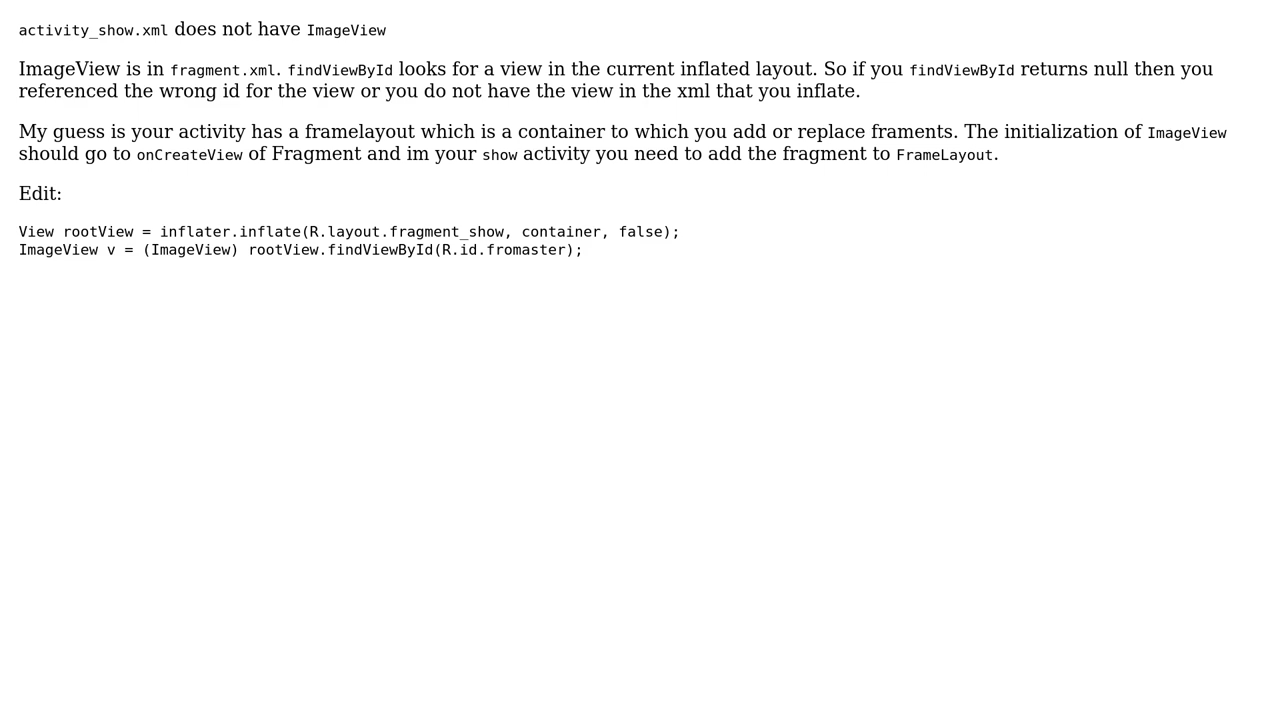 activity_show.xml does not have ImageView
ImageView is in fragment.xml. findViewById looks for a view in the current inflated layout. So if you findViewById returns null then you
referenced the wrong id for the view or you do not have the view in the xml that you inflate.
My guess is your activity has a framelayout which is a container to which you add or replace framents. The initialization of ImageView
should go to onCreateView of Fragment and im your show activity you need to add the fragment to FrameLayout.
Edit:
View rootView = inflater.inflate(R.layout.fragment_show, container, false);
ImageView v = (ImageView) rootView.findViewById(R.id.fromaster);